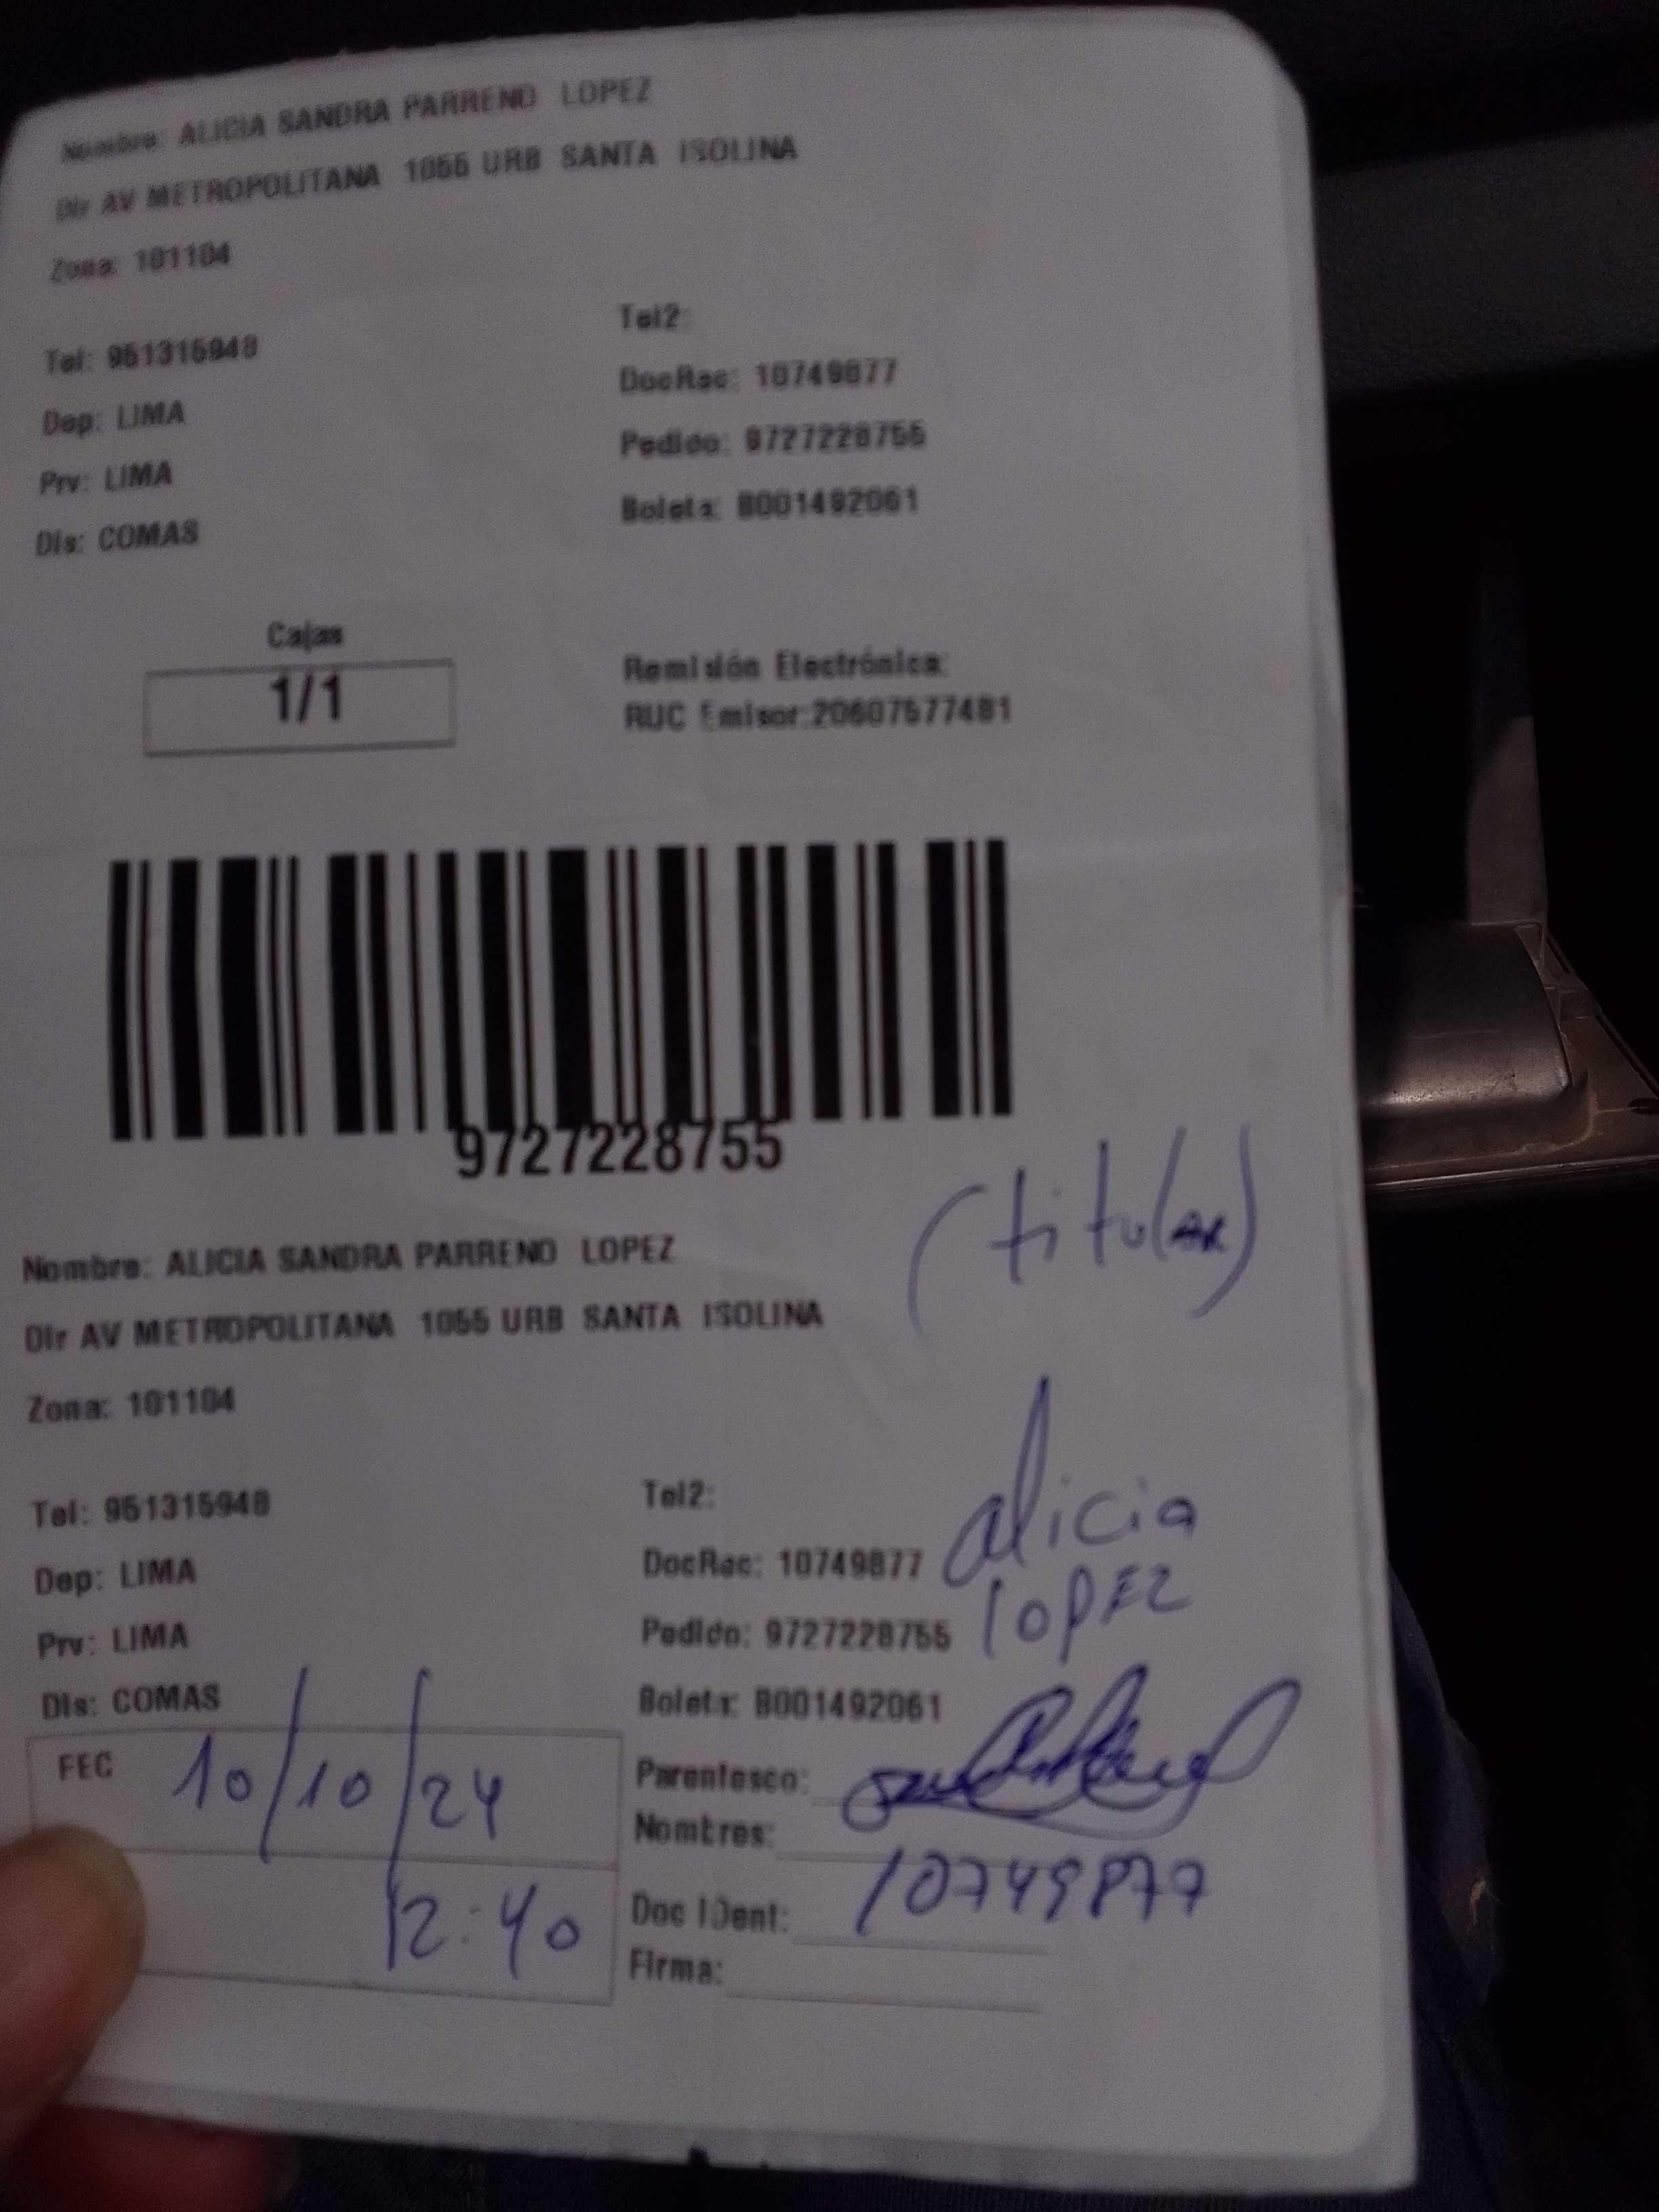 Nombre: ALICIA SANDRA PARRENO LOPEZ
Dir AV METROPOLITANA 1055 URB SANTA ISOLINA
Zona: 101104
Tel2:
Tel: 951315948
DocRec: 10749877
Dep: LIMA
Pedido: 9727228755
Prv: LIMA
Boleta: B001492061
Dis: COMAS
Cajas
1/1
Remisión Electrónica:
RUC Emisor:20607577481
9727228755
(titulAR)
Nombre: ALICIA SANDRA PARRENO LOPEZ
Dir AV METROPOLITANA 1055 URB SANTA ISOLINA
Zona: 101104
Tel2:
Tel: 951315948
alicia
DocRec: 10749877
Dep: LIMA
lopez
Pedido: 9727228755
Prv: LIMA
Boleta: B001492061
Dis: COMAS
FEC 10/10/24
Parentesco:
Nombres:
12:40
Doc IDent: 10749877
Firma: